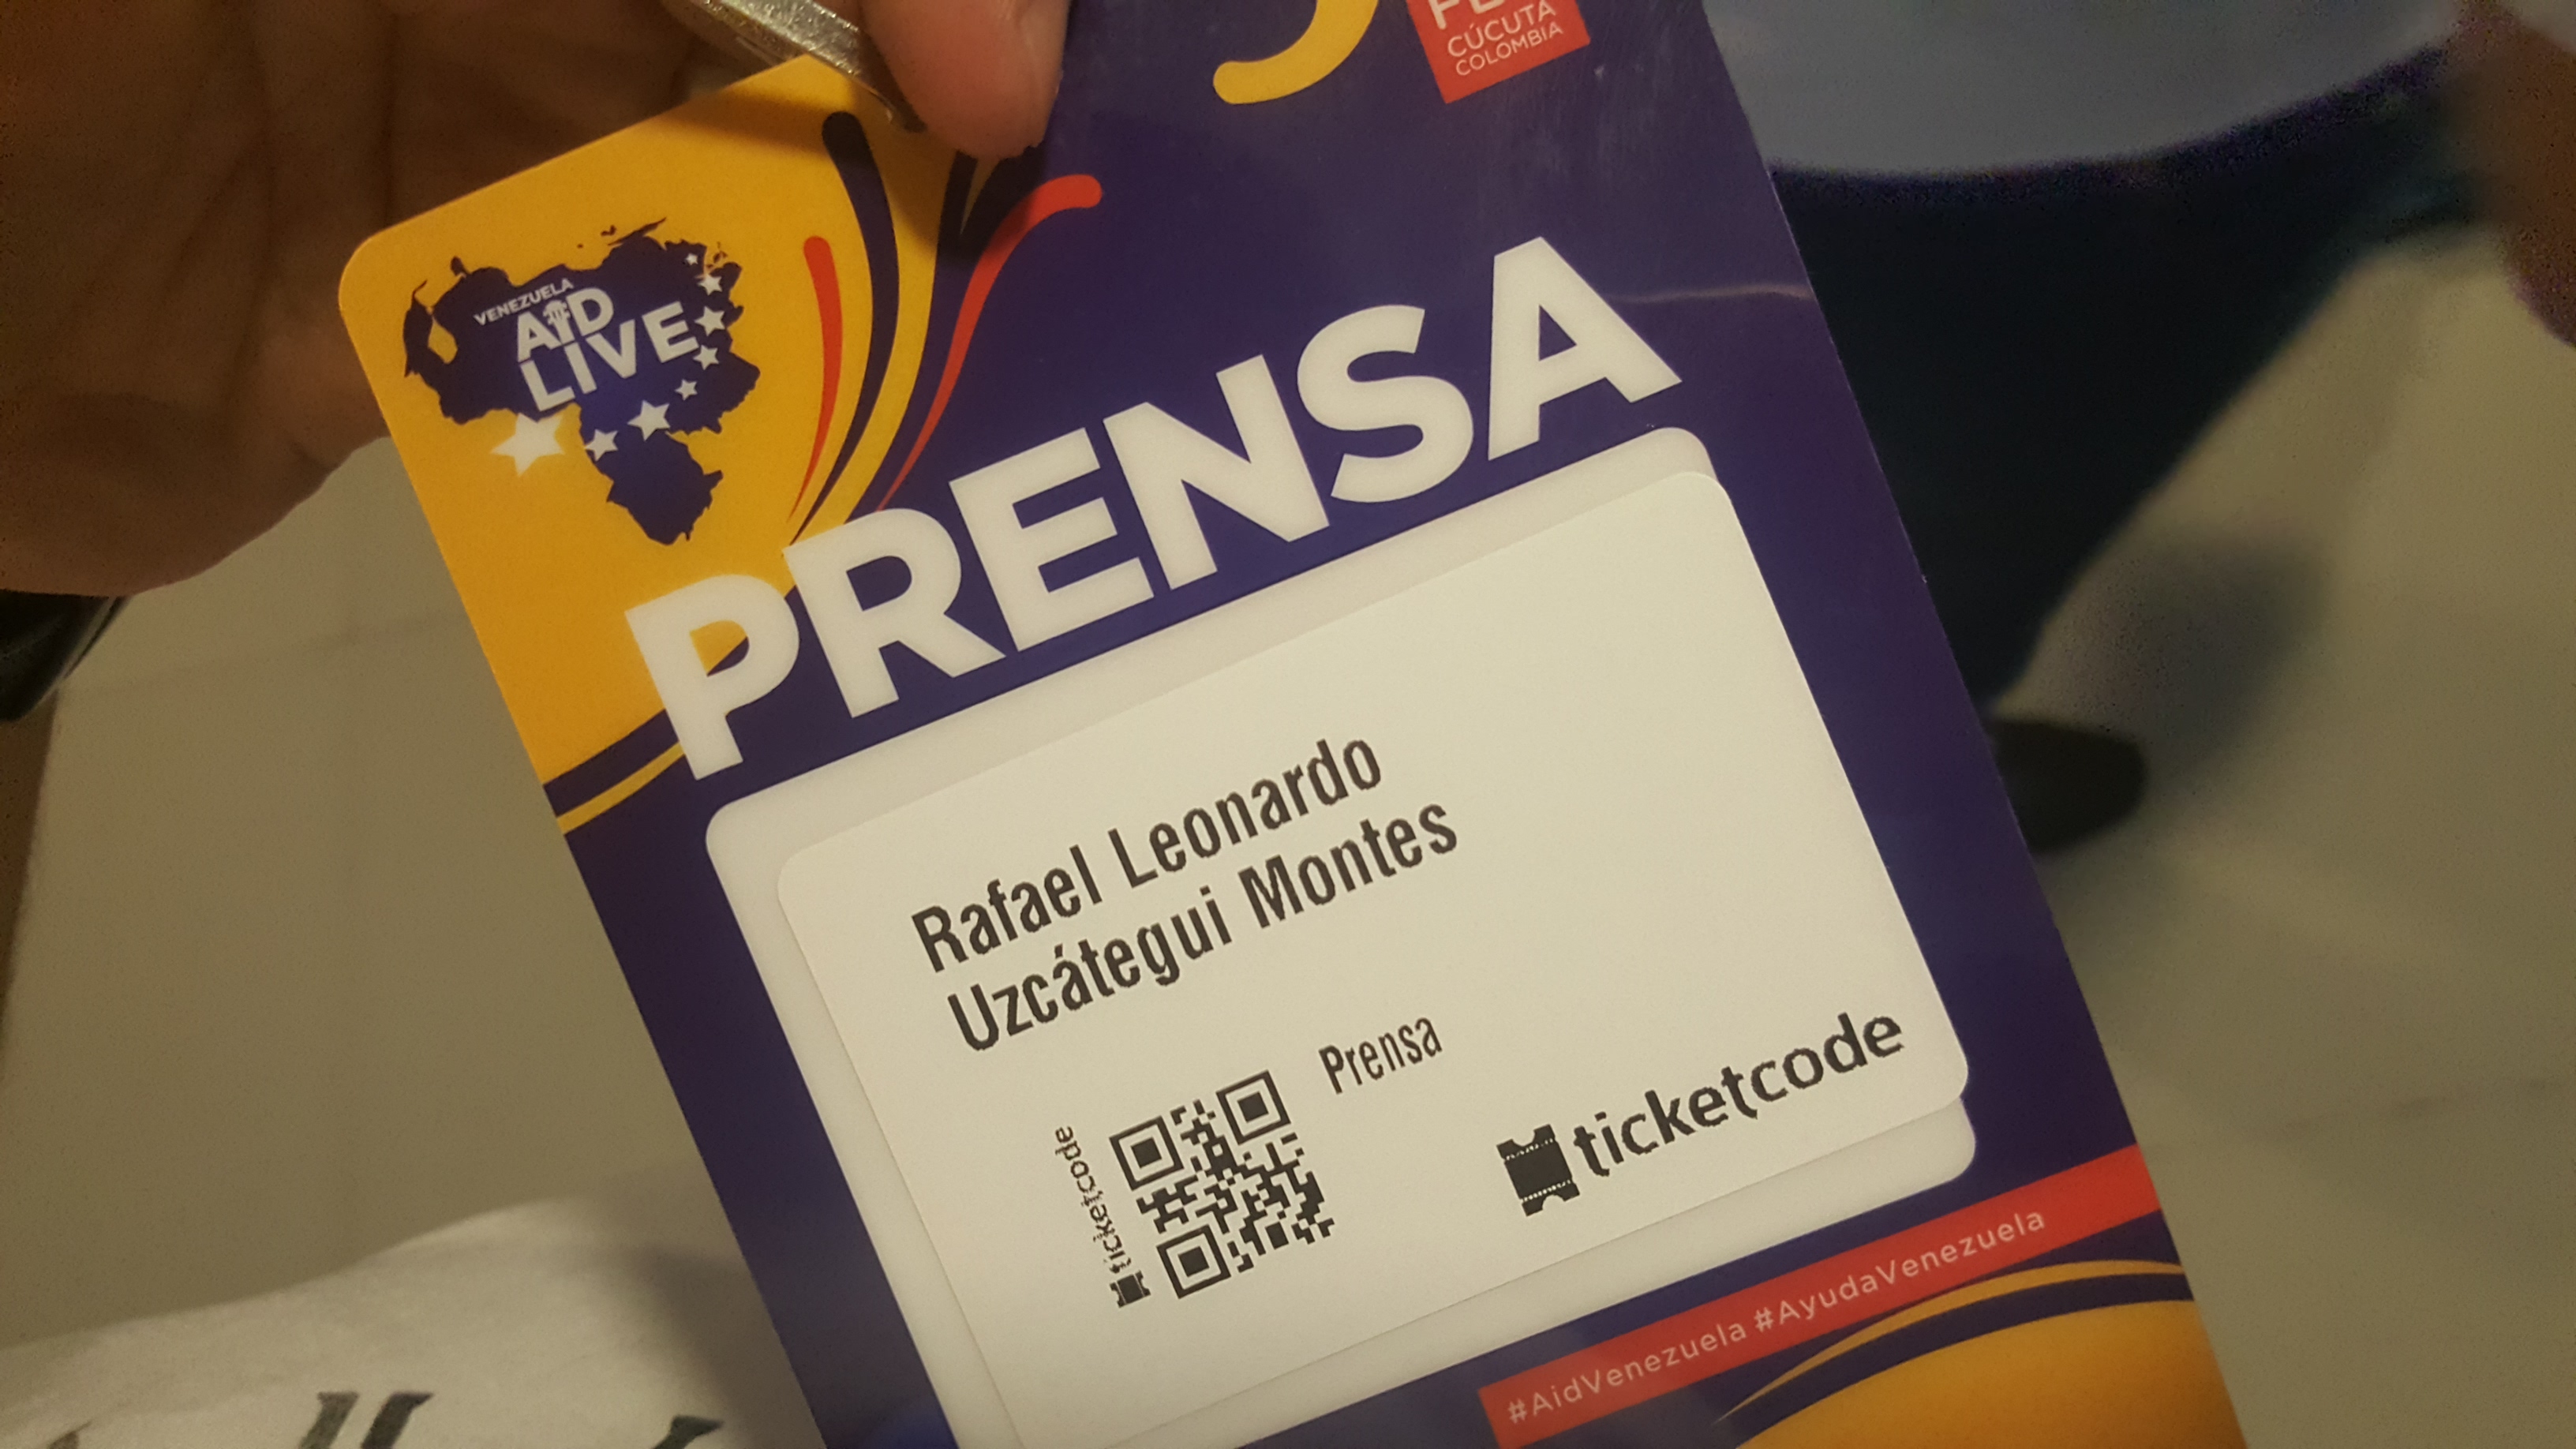 CÚCUTA
COLOMBIA
VENEZUELA
AID
LIVE
PRENSA
Rafael Leonardo
Uzcátegui Montes
Prensa
ticketcode
ticketcode
#AidVenezuela #AyudaVenezuela